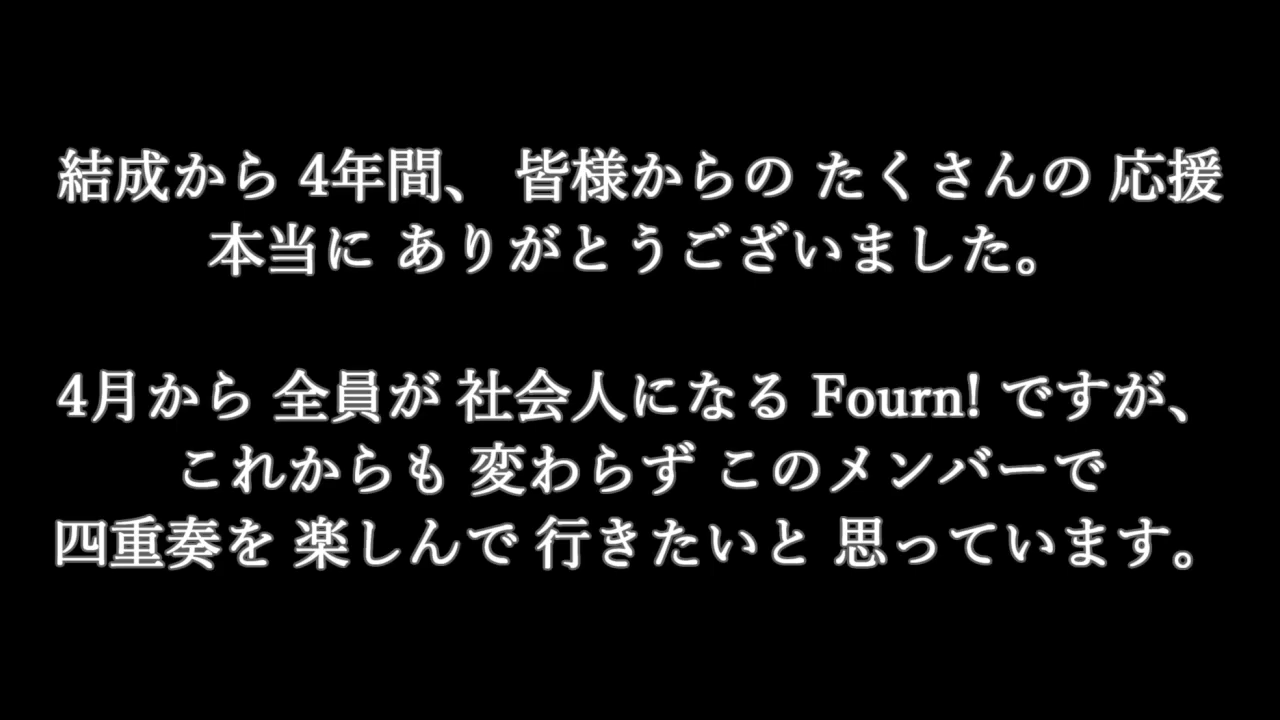 結成から 4年間、 皆様からの たくさんの 応援
本当に ありがとうございました。
4月から 全員が 社会人になる Fourn! ですが、
これからも 変わらず このメンバーで
四重奏を 楽しんで 行きたいと 思っています。